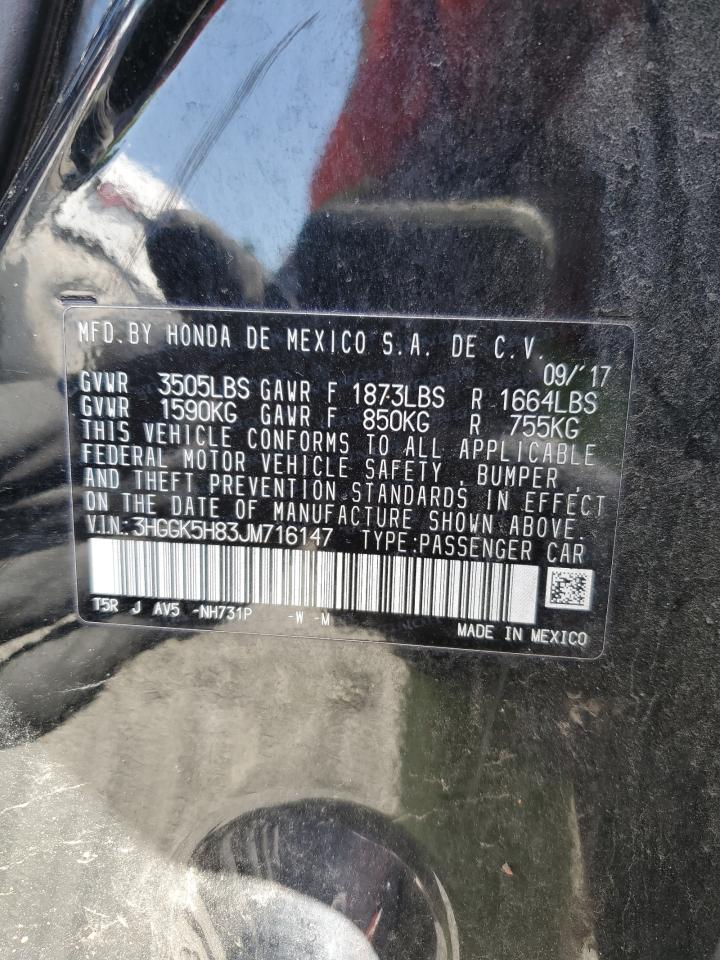 MFD.BY HONDA DE MEXICO S.A. DE C.V.
09/'17
GVWR 3505LBS GAWR F 1873LBS R 1664LBS
GVWR 1590KG GAWR F 850KG R 755KG
THIS VEHICLE CONFORMS TO ALL APPLICABLE
FEDERAL MOTOR VEHICLE SAFETY , BUMPER ,
AND THEFT PREVENTION STANDARDS IN EFFECT
ON THE DATE OF MANUFACTURE SHOWN ABOVE.
V.I.N.: 3HGGK5H83JM716147 TYPE:PASSENGER CAR
T5R J AV5 -NH731P -W -M
MADE IN MEXICO